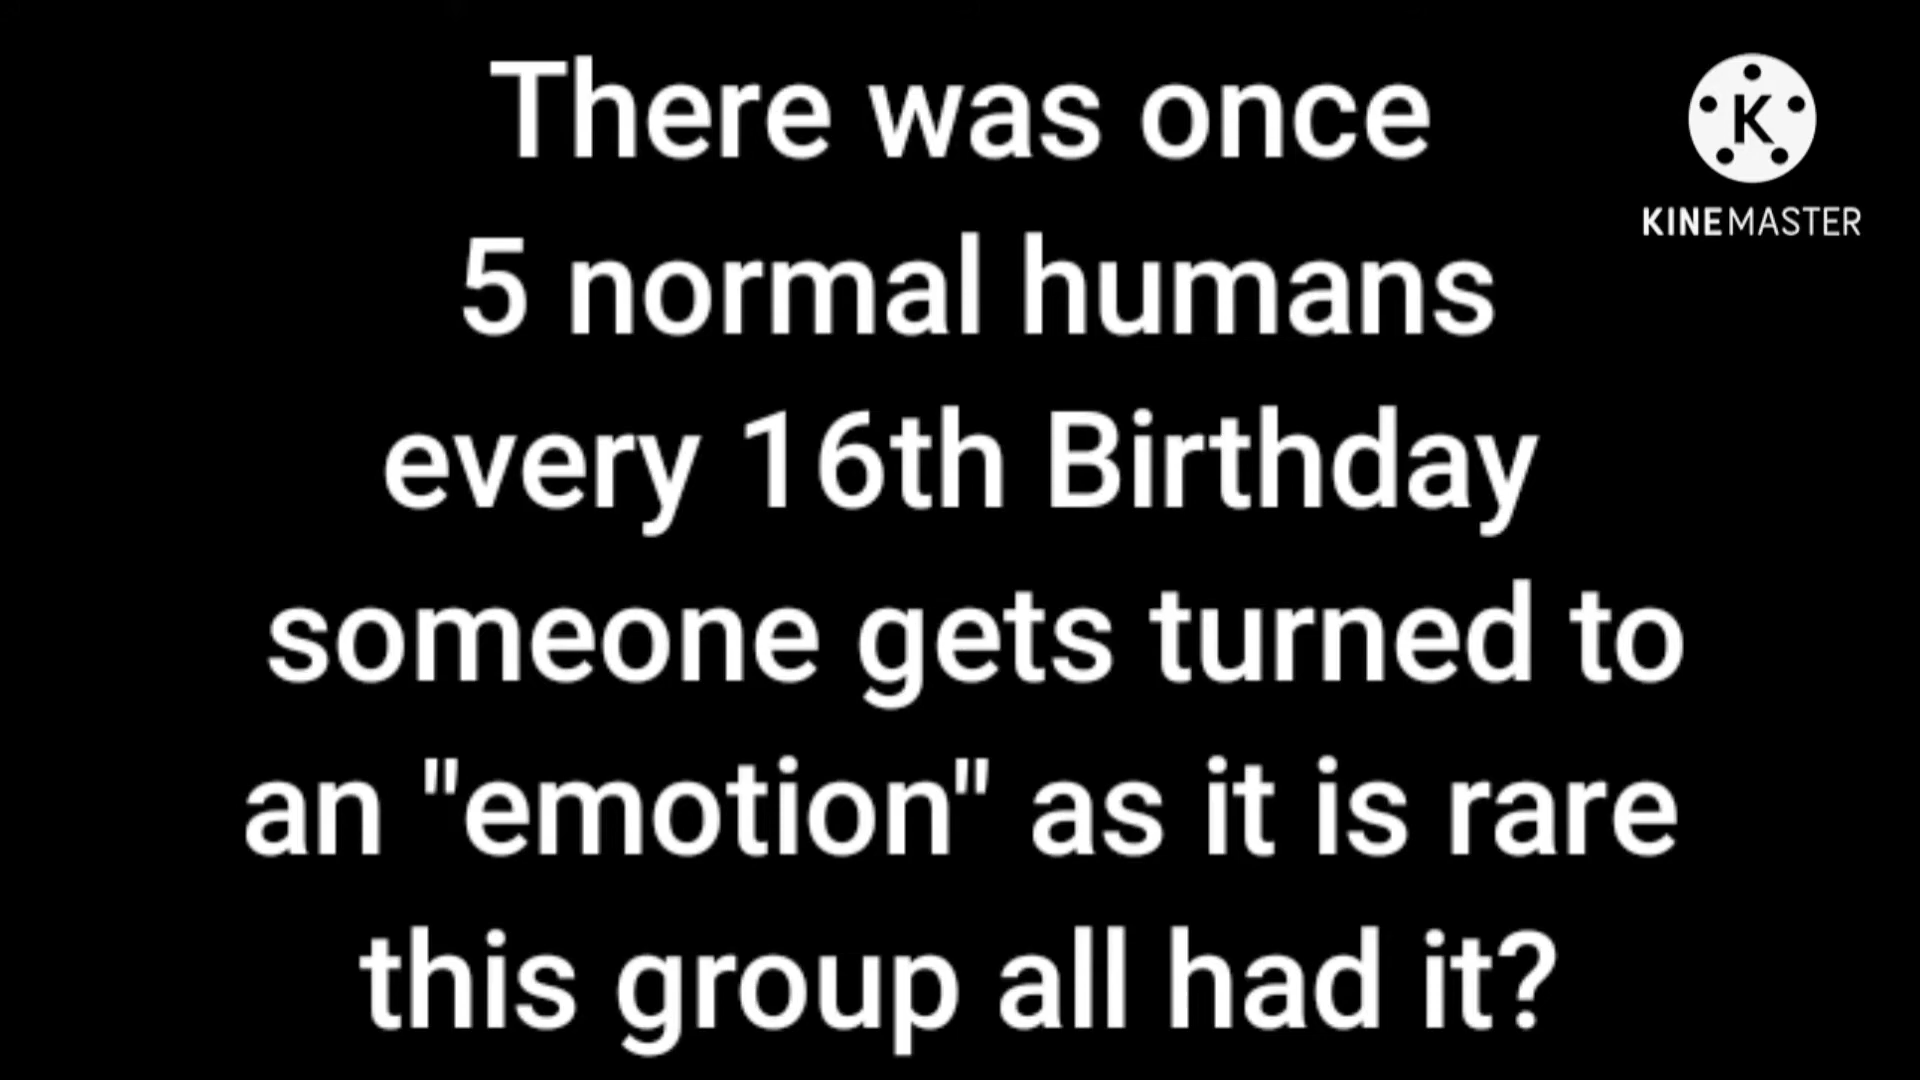 There was once
5 normal humans
every 16th Birthday
someone gets turned to
an "emotion" as it is rare
this group all had it?
K
KINEMASTER